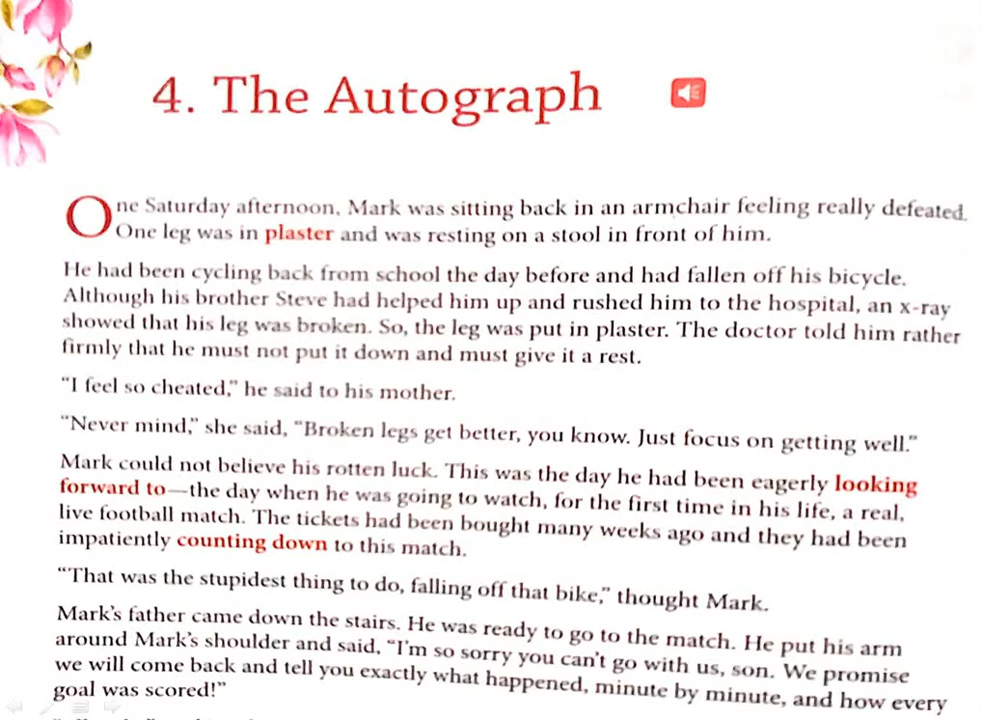 4. The Autograph
One Saturday afternoon, Mark was sitting back in an armchair feeling really defeated.
One leg was in plaster and was resting on a stool in front of him.
He had been cycling back from school the day before and had fallen off his bicycle.
Although his brother Steve had helped him up and rushed him to the hospital, an x-ray
showed that his leg was broken. So, the leg was put in plaster. The doctor told him rather
firmly that he must not put it down and must give it a rest.
“I feel so cheated,” he said to his mother.
“Never mind,” she said, “Broken legs get better, you know. Just focus on getting well.”
Mark could not believe his rotten luck. This was the day he had been eagerly looking
forward to—the day when he was going to watch, for the first time in his life, a real,
live football match. The tickets had been bought many weeks ago and they had been
impatiently counting down to this match.
“That was the stupidest thing to do, falling off that bike,” thought Mark.
Mark’s father came down the stairs. He was ready to go to the match. He put his arm
around Mark’s shoulder and said, “I’m so sorry you can’t go with us, son. We promise
we will come back and tell you exactly what happened, minute by minute, and how every
goal was scored!”